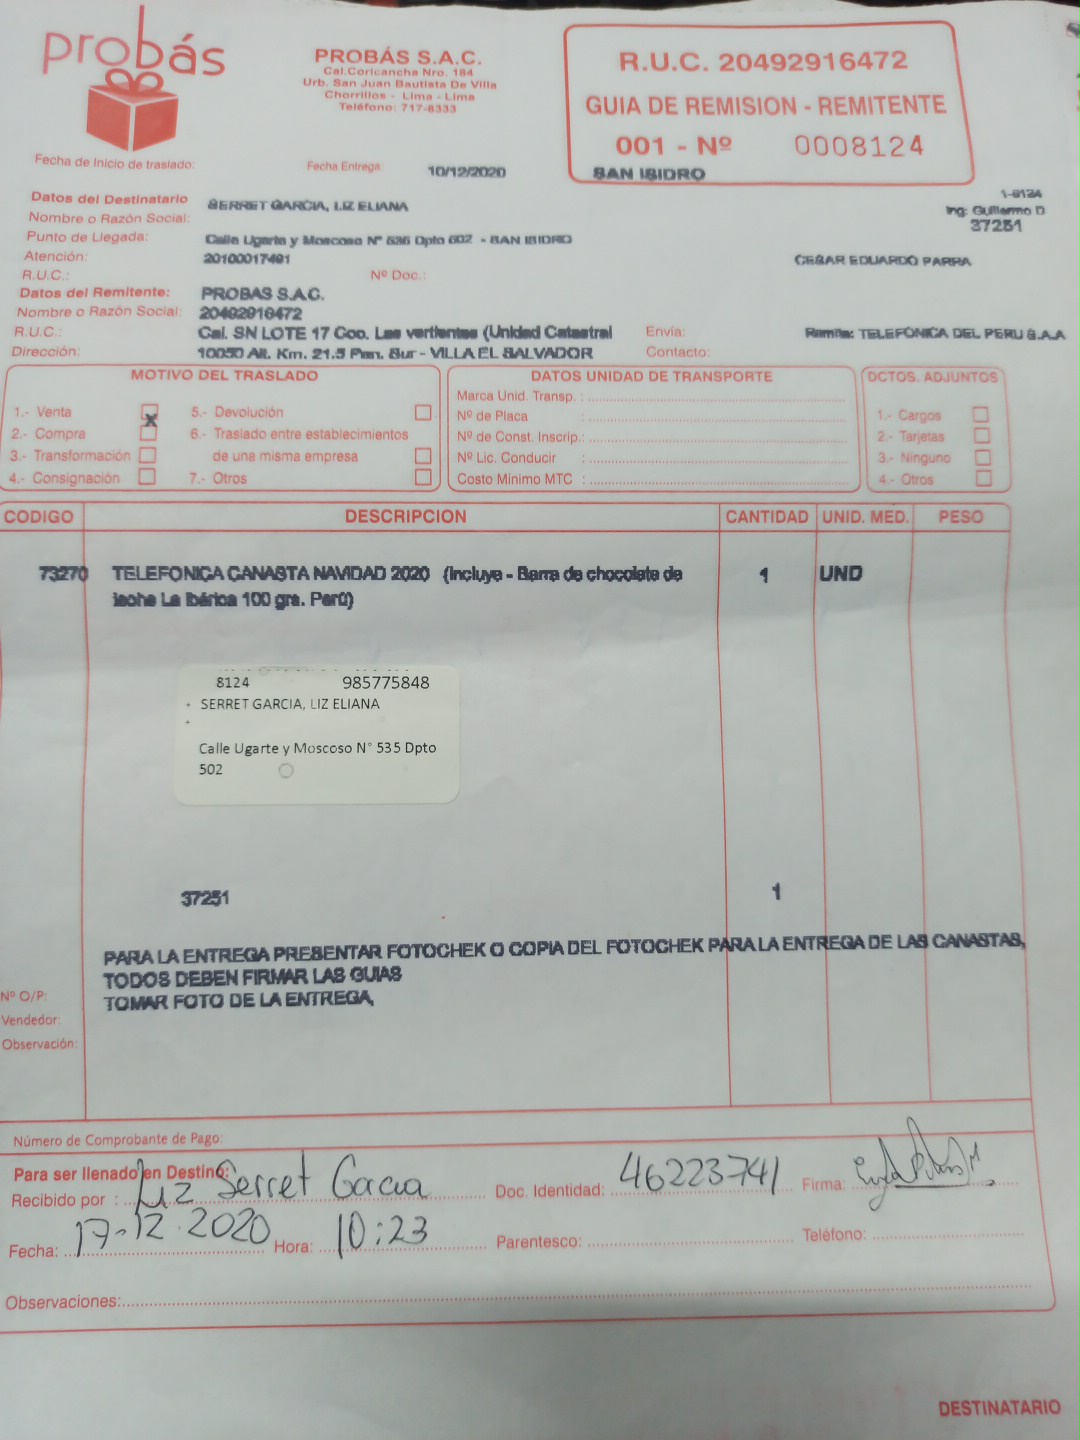 probás
PROBÁS S.A.C.
Cal.Coricancha Nro. 184
Urb. San Juan Bautista De Villa
Chorrillos - Lima - Lima
Teléfono: 717-8333
R.U.C. 20492916472
GUIA DE REMISION - REMITENTE
001 - Nº 0008124
SAN ISIDRO
Fecha de Inicio de traslado:
Fecha Entrega: 10/12/2020
1-8124
Ing: Guillermo D
37251
Datos del Destinatario
Nombre o Razón Social: SERRET GARCIA, LIZ ELIANA
Punto de Llegada: Calle Ugarte y Moscoso Nº 535 Dpto 502 - SAN ISIDRO
Atención: 20100017491
CESAR EDUARDO PARRA
R.U.C.: Nº Doc.:
Datos del Remitente: PROBAS S.A.C.
Nombre o Razón Social: 20492916472
R.U.C.: Cal. SN LOTE 17 Coo. Las vertientes (Unidad Catastral
Envía: Remite: TELEFÓNICA DEL PERU S.A.A
Dirección: 10050 Alt. Km. 21.5 Pan. Sur - VILLA EL SALVADOR
Contacto:
MOTIVO DEL TRASLADO
1.- Venta x 5.- Devolución
2.- Compra 6.- Traslado entre establecimientos
3.- Transformación de una misma empresa
4.- Consignación 7.- Otros
DATOS UNIDAD DE TRANSPORTE
Marca Unid. Transp. :
Nº de Placa :
Nº de Const. Inscrip.:
Nº Lic. Conducir :
Costo Minimo MTC :
DCTOS. ADJUNTOS
1.- Cargos
2.- Tarjetas
3.- Ninguno
4.- Otros
CODIGO DESCRIPCION CANTIDAD UNID. MED. PESO
73270 TELEFONICA CANASTA NAVIDAD 2020 (Incluye - Barra de chocolate de 1 UND
leche La Ibérica 100 grs. Perú)
8124 985775848
SERRET GARCIA, LIZ ELIANA
Calle Ugarte y Moscoso N° 535 Dpto
502
37251 1
PARA LA ENTREGA PRESENTAR FOTOCHEK O COPIA DEL FOTOCHEK PARA LA ENTREGA DE LAS CANASTAS,
TODOS DEBEN FIRMAR LAS GUIAS
TOMAR FOTO DE LA ENTREGA,
Nº O/P:
Vendedor:
Observación:
Número de Comprobante de Pago:
Para ser llenado en Destino:
Recibido por : Liz Serret Garcia Doc. Identidad: 46223741 Firma:
Fecha: 17-12-2020 Hora: 10:23 Parentesco: Teléfono:
Observaciones:
DESTINATARIO